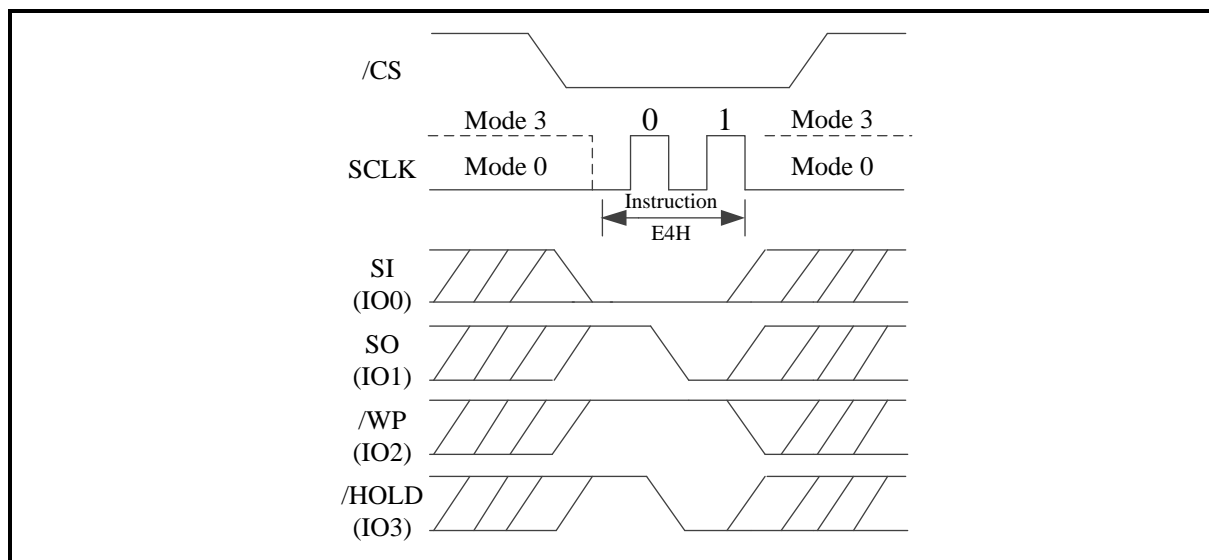 /CS
Mode 3 0 1 Mode 3
SCLK Mode 0 Mode 0
Instruction
E4H
SI
(IO0)
SO
(IO1)
/WP
(IO2)
/HOLD
(IO3)